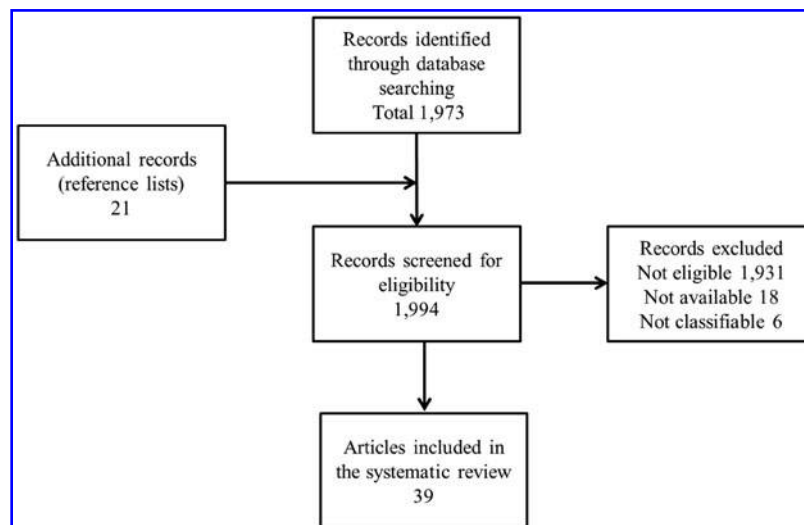 Records identified
through database
searching
Total 1,973
Additional records
(reference lists)
21
Records screened for
eligibility
1,994
Records excluded
Not eligible 1,931
Not available 18
Not classifiable 6
Articles included in
the systematic review
39